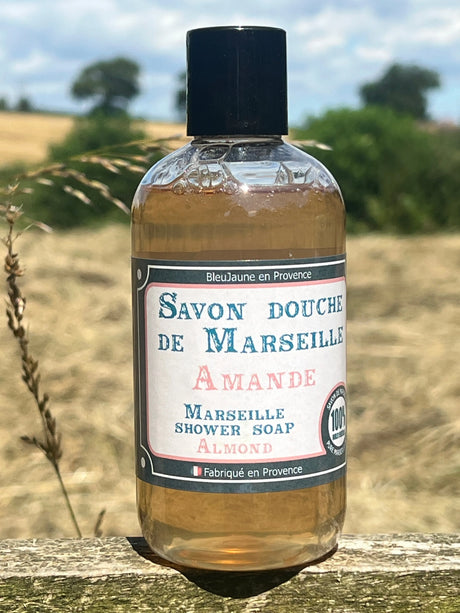 BleuJaune en Provence
SAVON DOUCHE
DE MARSEILLE
AMANDE
MARSEILLE
SHOWER SOAP
ALMOND
100%
Fabriqué en Provence